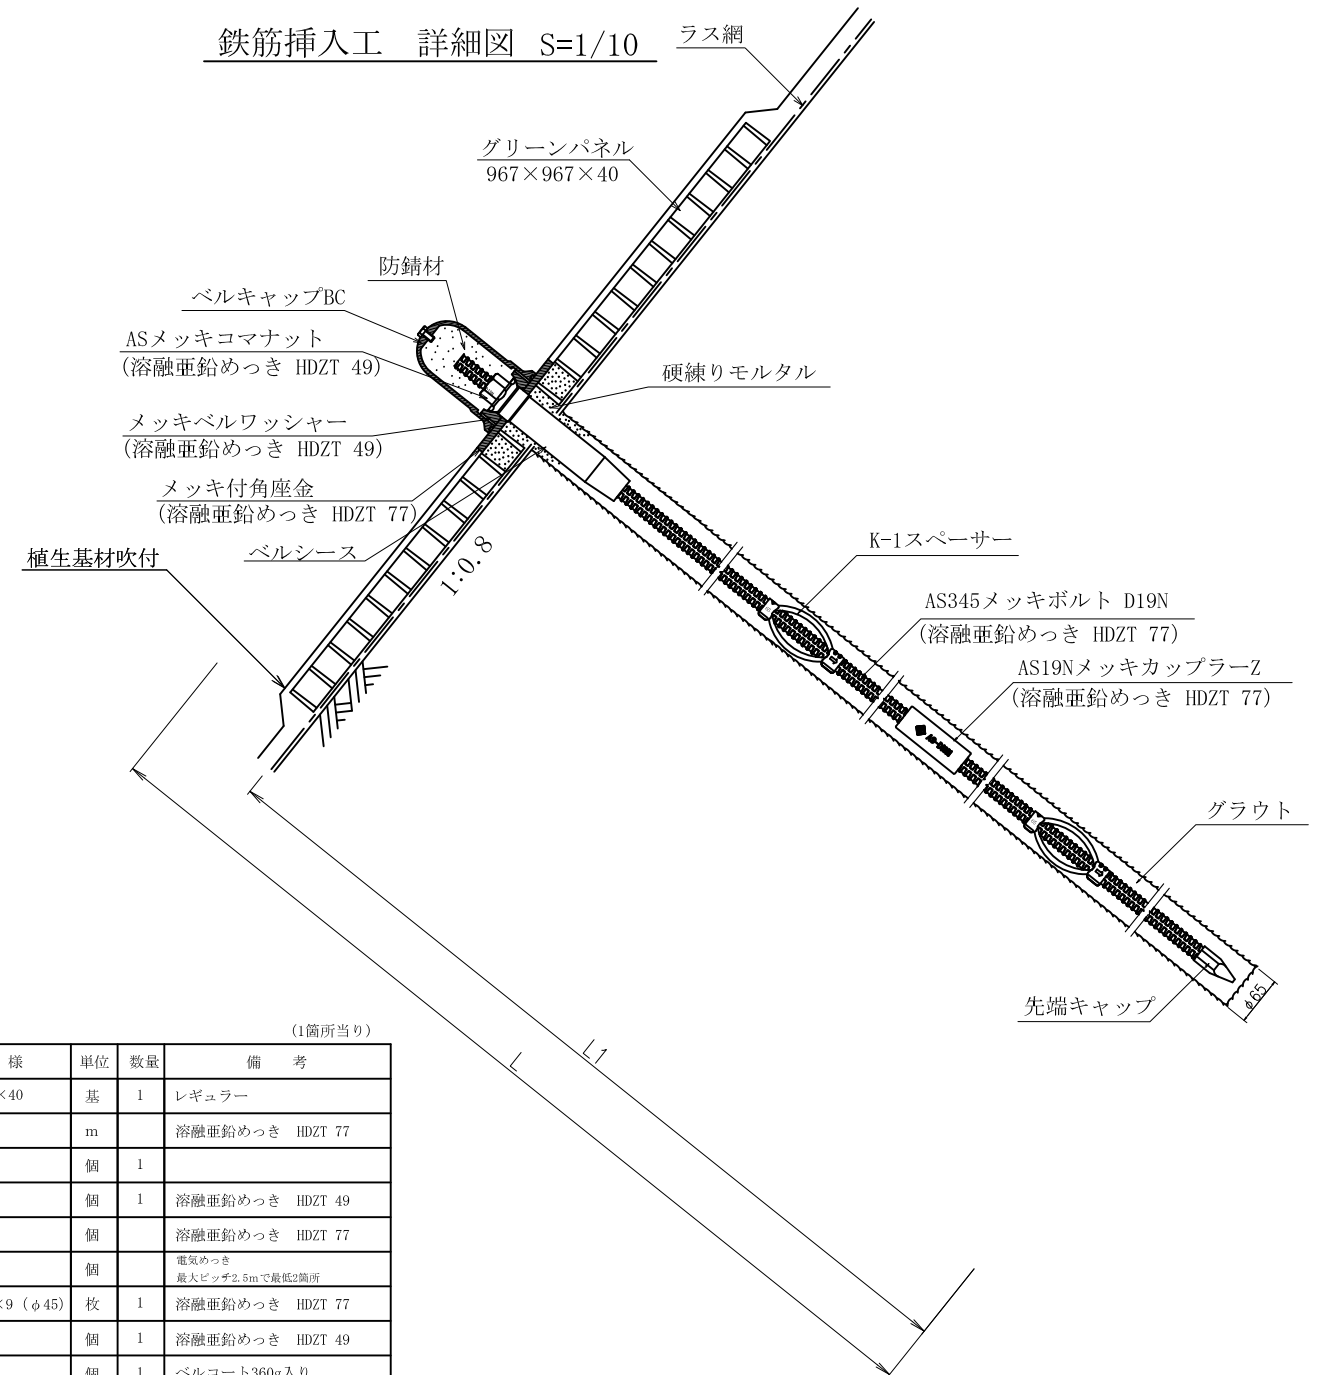 鉄筋挿入工　詳細図 S=1/10
ラス網
グリーンパネル
967×967×40
防錆材
ベルキャップBC
ASメッキコマナット
(溶融亜鉛めっき HDZT 49)
硬練りモルタル
メッキベルワッシャー
(溶融亜鉛めっき HDZT 49)
メッキ付角座金
(溶融亜鉛めっき HDZT 77)
ベルシース
植生基材吹付
1:0.8
K-1スペーサー
AS345メッキボルト D19N
(溶融亜鉛めっき HDZT 77)
AS19NメッキカップラーZ
(溶融亜鉛めっき HDZT 77)
グラウト
先端キャップ
φ65
L1
L
(1箇所当り)
様 単位 数量 備　考
×40 基 1 レギュラー
m 溶融亜鉛めっき HDZT 77
個 1
個 1 溶融亜鉛めっき HDZT 49
個 溶融亜鉛めっき HDZT 77
個 電気めっき
最大ピッチ2.5mで最低2箇所
×9 (φ45) 枚 1 溶融亜鉛めっき HDZT 77
個 1 溶融亜鉛めっき HDZT 49
個 1 ベルコート360g入り